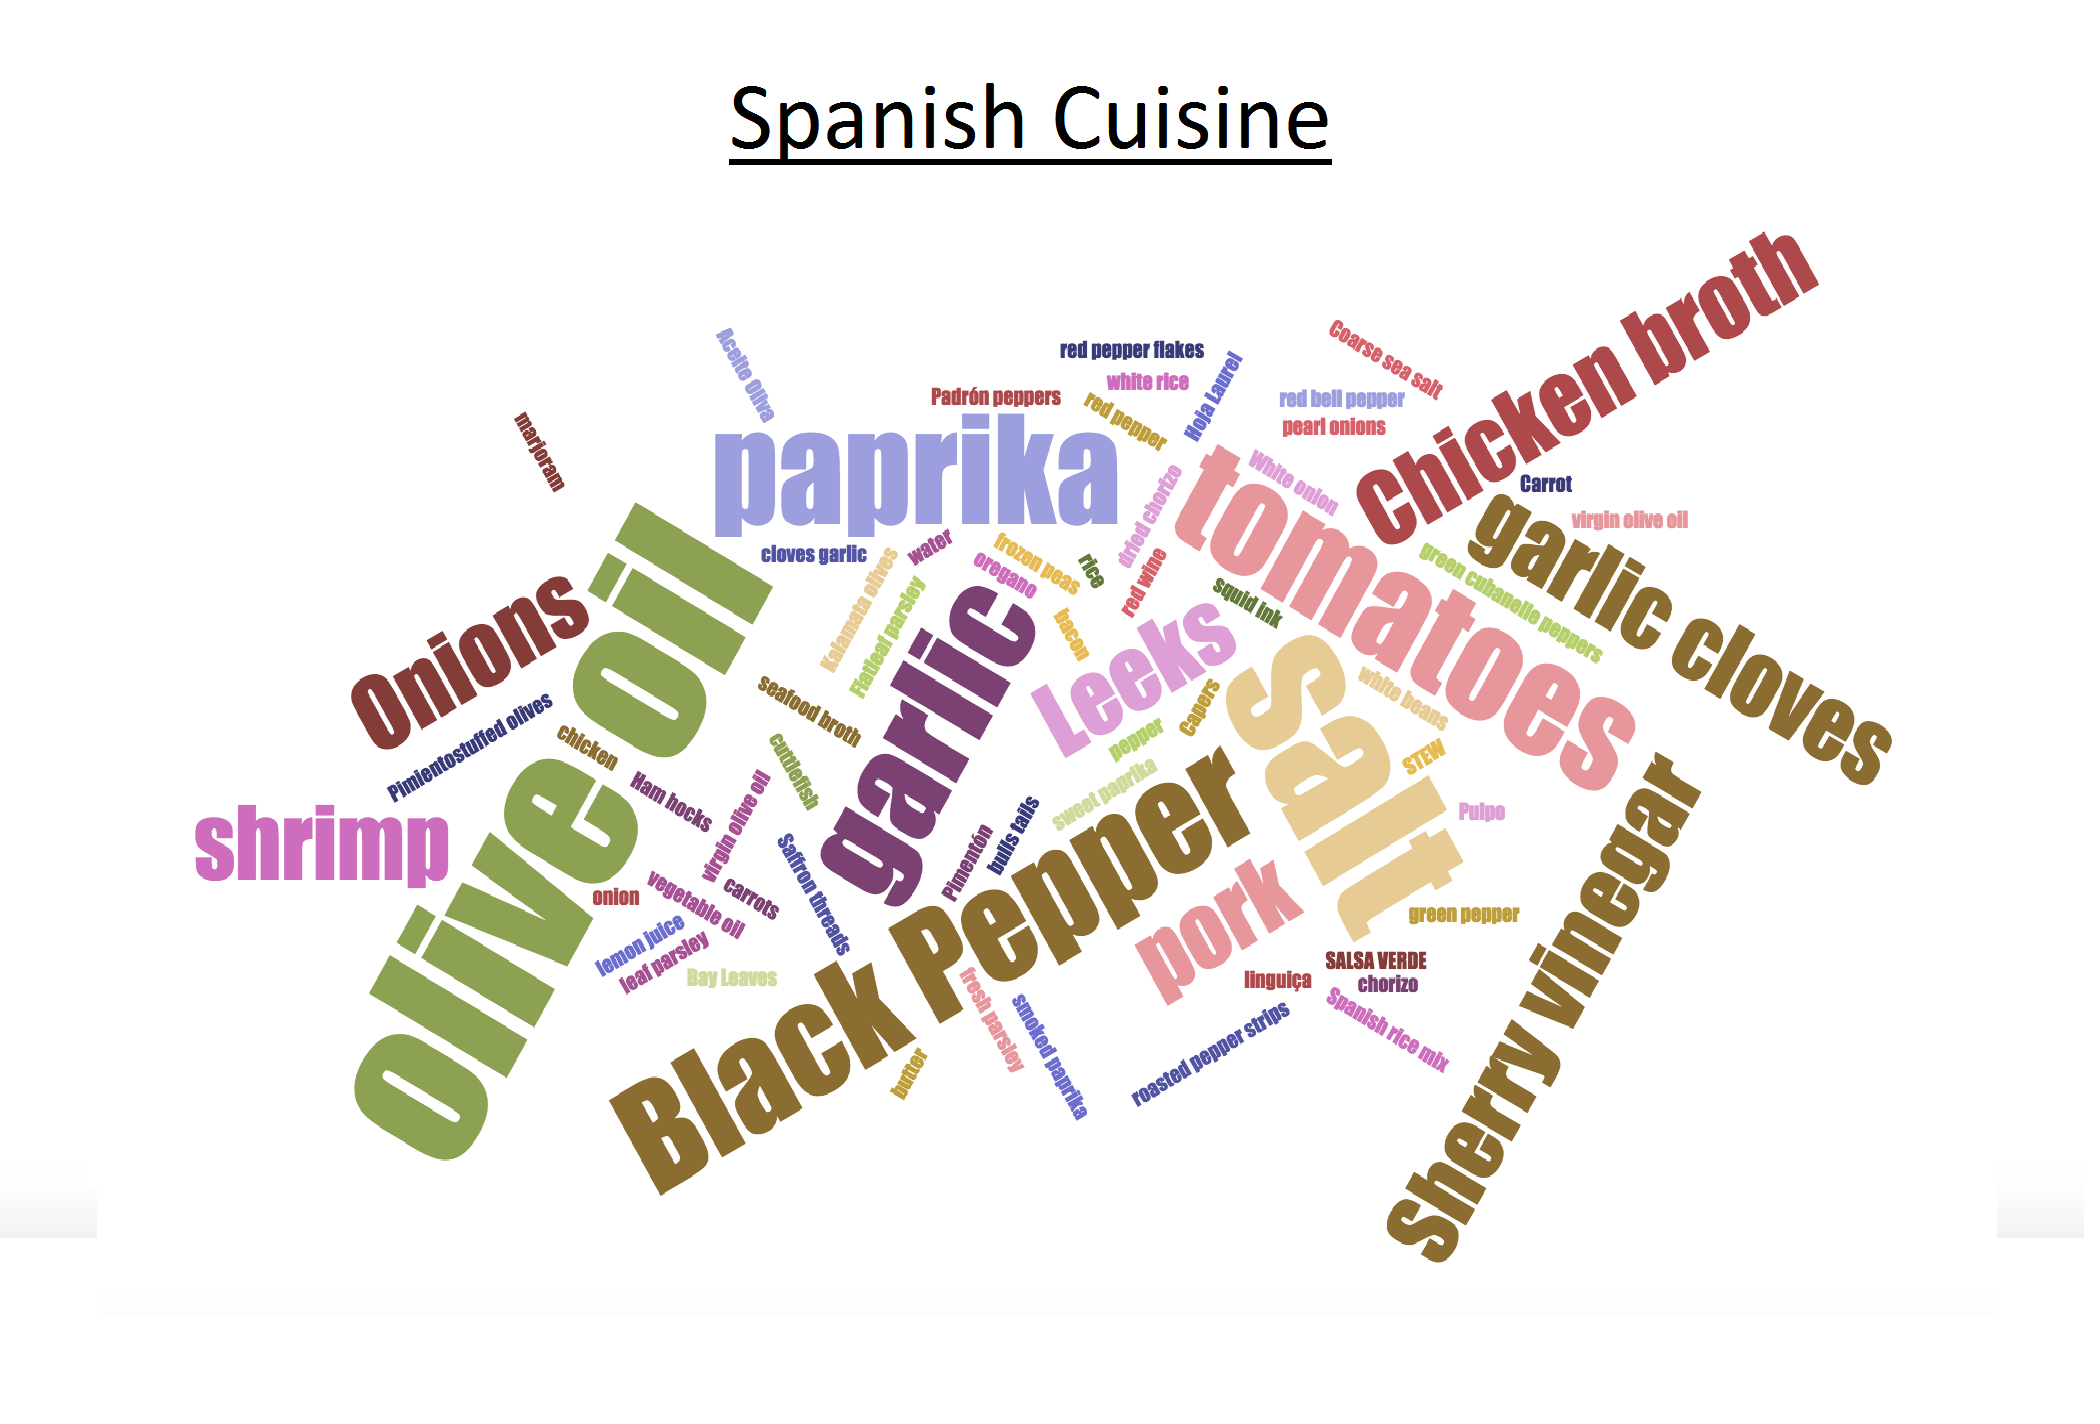 Spanish Cuisine
Chicken broth
Aceite Oliva
red pepper flakes
Coarse sea salt
white rice
Hoja Laurel
Padrón peppers
red pepper
red bell pepper
pearl onions
marjoram
paprika
tomatoes
White onion
dried chorizo
Carrot
garlic cloves
virgin olive oil
cloves garlic
water
frozen peas
oregano
rice
red wine
Kalamata olives
Flatleaf parsley
squid ink
green cubanelle peppers
Onions
olive oil
garlic
bacon
Leeks
salt
white beans
Pimientostuffed olives
seafood broth
Capers
pepper
chicken
cuttlefish
sweet paprika
STEW
Ham hocks
virgin olive oil
shrimp
Pimentón
bulls tails
Black Pepper
Pulpo
sherry vinegar
onion
vegetable oil
carrots
Saffron threads
pork
green pepper
lemon juice
leaf parsley
Bay Leaves
fresh parsley
smoked paprika
linguiça
SALSA VERDE
chorizo
Spanish rice mix
roasted pepper strips
butter